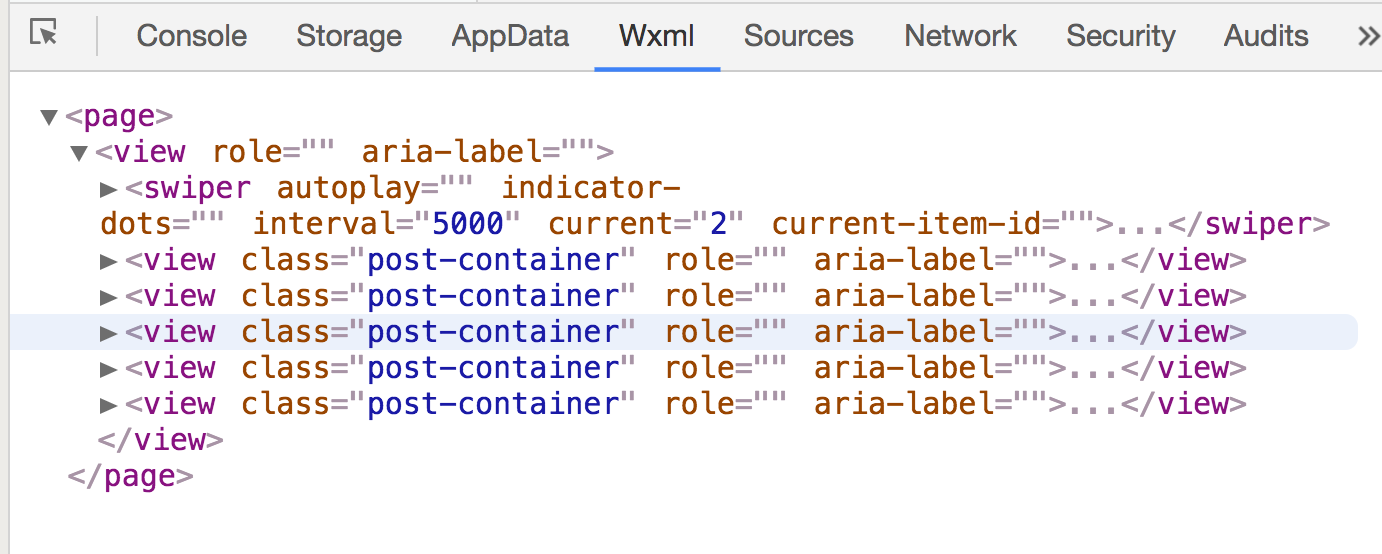 Console Storage AppData Wxml Sources Network Security Audits »
▼<page>
▼<view role="" aria-label="">
▶<swiper autoplay="" indicator-
dots="" interval="5000" current="2" current-item-id="">...</swiper>
▶<view class="post-container" role="" aria-label="">...</view>
▶<view class="post-container" role="" aria-label="">...</view>
▶<view class="post-container" role="" aria-label="">...</view>
▶<view class="post-container" role="" aria-label="">...</view>
▶<view class="post-container" role="" aria-label="">...</view>
</view>
</page>